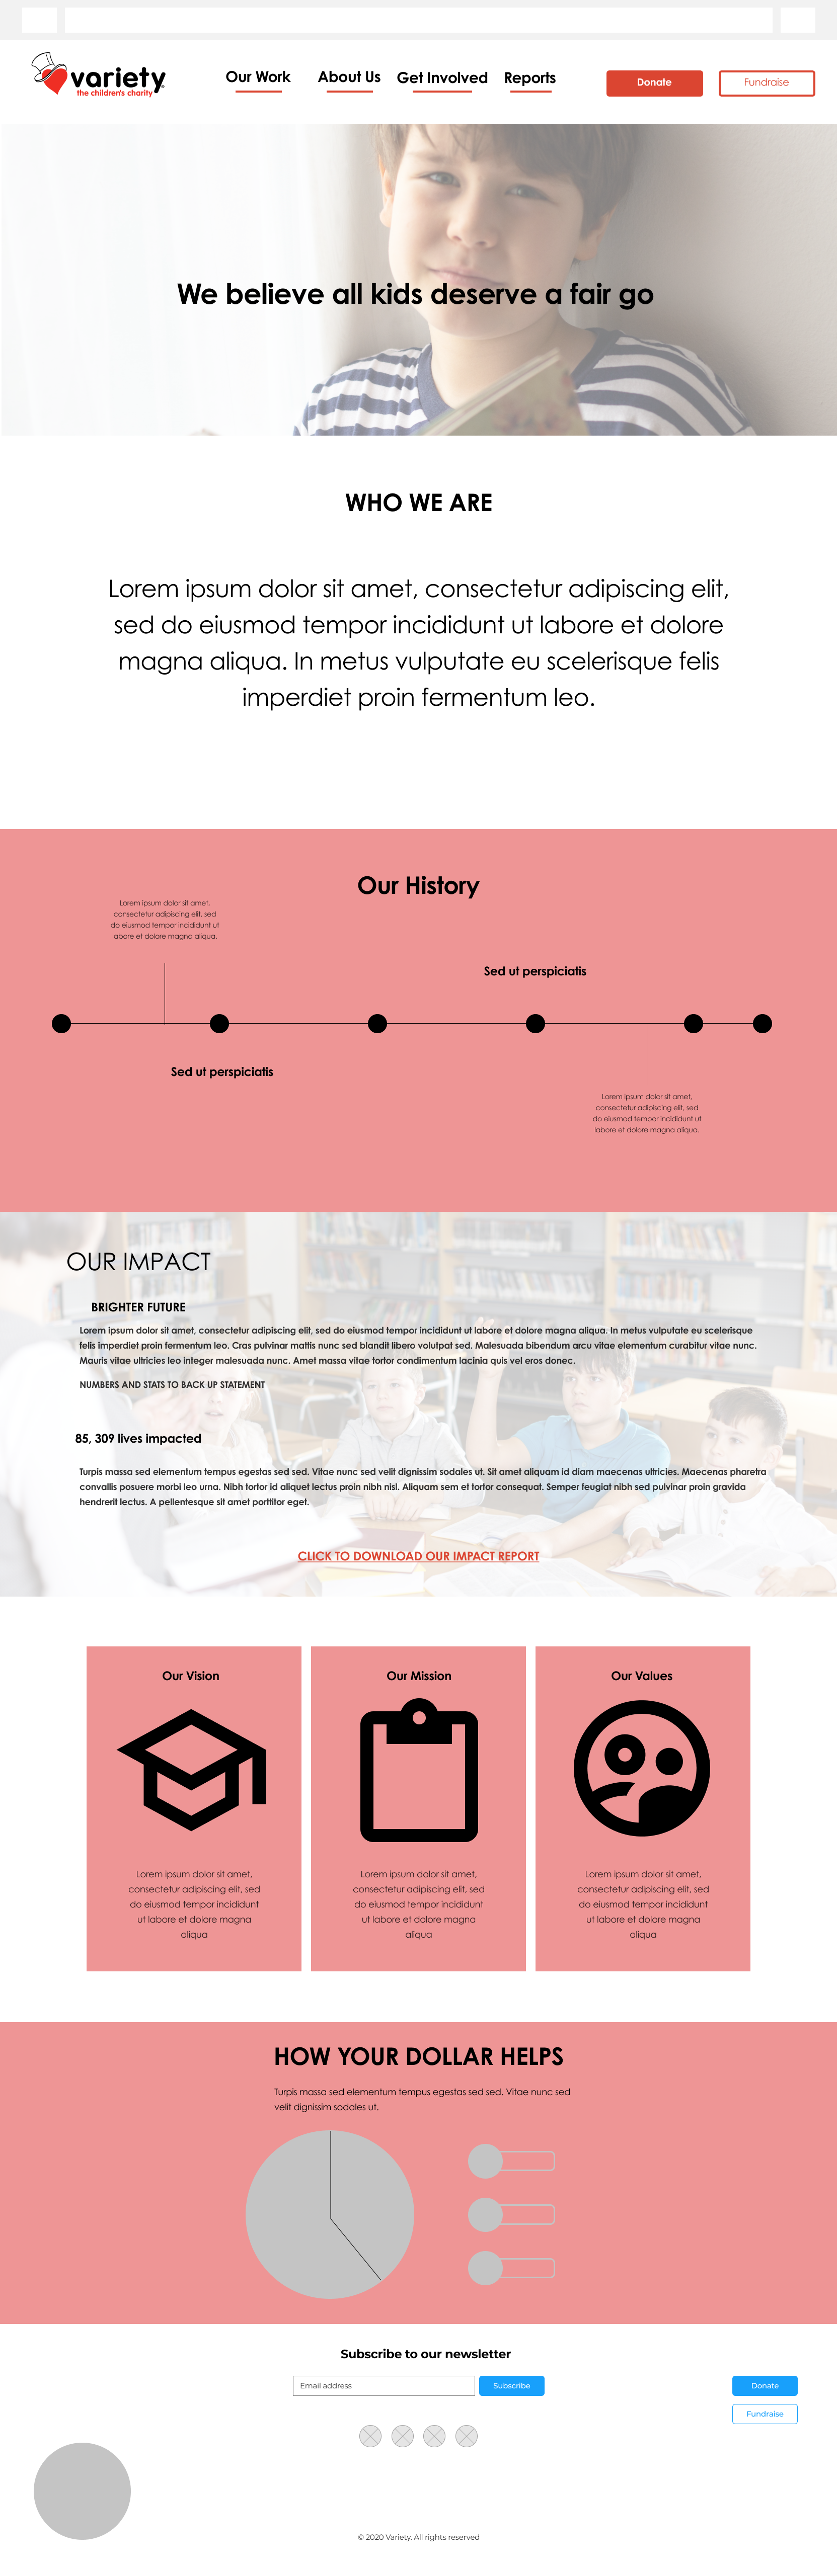 variety
the children's charity
Our Work
About Us
Get Involved
Reports
Donate
Fundraise
We believe all kids deserve a fair go
WHO WE ARE
Lorem ipsum dolor sit amet, consectetur adipiscing elit,
sed do eiusmod tempor incididunt ut labore et dolore
magna aliqua. In metus vulputate eu scelerisque felis
imperdiet proin fermentum leo.
Our History
Lorem ipsum dolor sit amet,
consectetur adipiscing elit, sed
do eiusmod tempor incididunt ut
labore et dolore magna aliqua.
Sed ut perspiciatis
Sed ut perspiciatis
Lorem ipsum dolor sit amet,
consectetur adipiscing elit, sed
do eiusmod tempor incididunt ut
labore et dolore magna aliqua.
OUR IMPACT
BRIGHTER FUTURE
Lorem ipsum dolor sit amet, consectetur adipiscing elit, sed do eiusmod tempor incididunt ut labore et dolore magna aliqua. In metus vulputate eu scelerisque
felis imperdiet proin fermentum leo. Cras pulvinar mattis nunc sed blandit libero volutpat sed. Malesuada bibendum arcu vitae elementum curabitur vitae nunc.
Mauris vitae ultricies leo integer malesuada nunc. Amet massa vitae tortor condimentum lacinia quis vel eros donec.
NUMBERS AND STATS TO BACK UP STATEMENT
85, 309 lives impacted
Turpis massa sed elementum tempus egestas sed sed. Vitae nunc sed velit dignissim sodales ut. Sit amet aliquam id diam maecenas ultricies. Maecenas pharetra
convallis posuere morbi leo urna. Nibh tortor id aliquet lectus proin nibh nisl. Aliquam sem et tortor consequat. Semper feugiat nibh sed pulvinar proin gravida
hendrerit lectus. A pellentesque sit amet porttitor eget.
CLICK TO DOWNLOAD OUR IMPACT REPORT
Our Vision
Lorem ipsum dolor sit amet,
consectetur adipiscing elit, sed
do eiusmod tempor incididunt
ut labore et dolore magna
aliqua
Our Mission
Lorem ipsum dolor sit amet,
consectetur adipiscing elit, sed
do eiusmod tempor incididunt
ut labore et dolore magna
aliqua
Our Values
Lorem ipsum dolor sit amet,
consectetur adipiscing elit, sed
do eiusmod tempor incididunt
ut labore et dolore magna
aliqua
HOW YOUR DOLLAR HELPS
Turpis massa sed elementum tempus egestas sed sed. Vitae nunc sed
velit dignissim sodales ut.
Subscribe to our newsletter
Email address
Subscribe
Donate
Fundraise
© 2020 Variety. All rights reserved